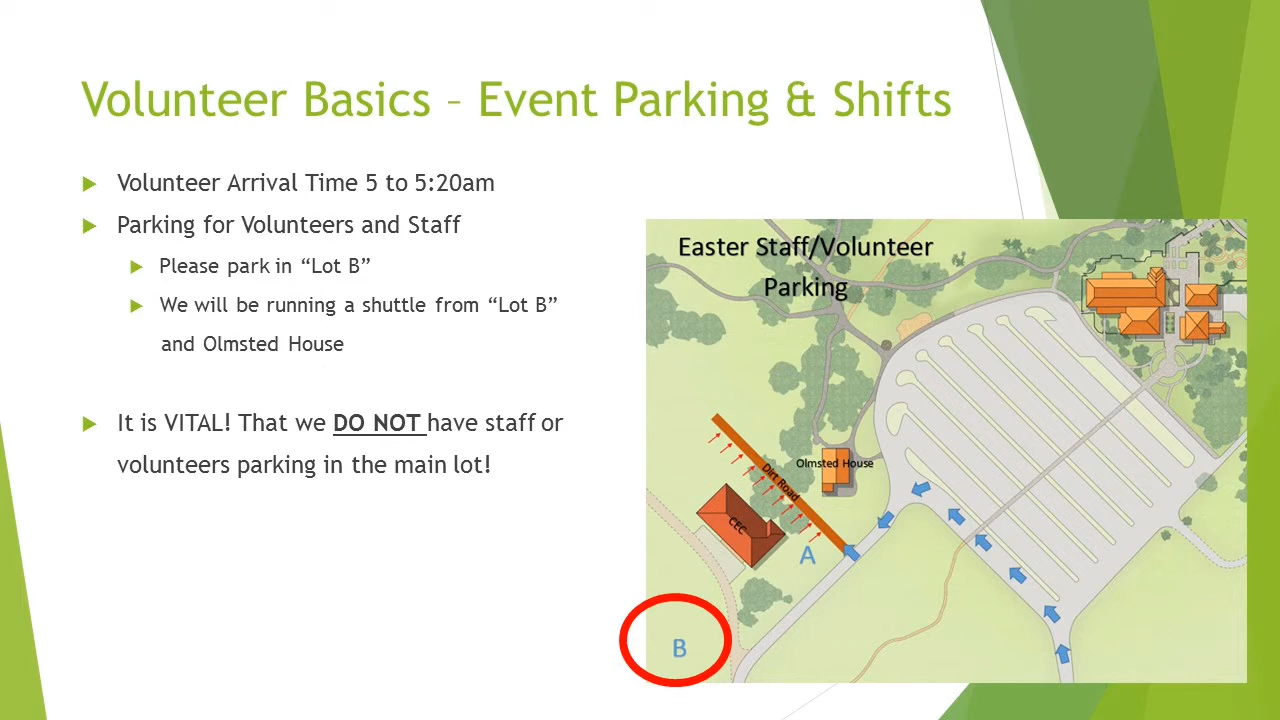 Volunteer Basics – Event Parking & Shifts
Volunteer Arrival Time 5 to 5:20am
Parking for Volunteers and Staff
Please park in “Lot B”
We will be running a shuttle from “Lot B”
and Olmsted House
It is VITAL! That we DO NOT have staff or
volunteers parking in the main lot!
Easter Staff/Volunteer
Parking
Olmsted House
Dirt Road
CEC
A
B